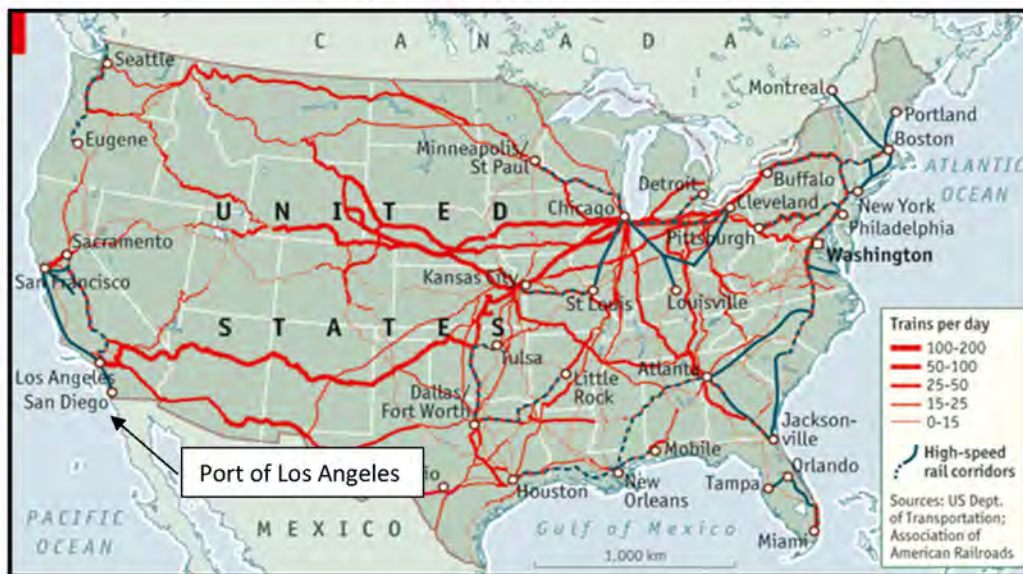 C A N A D A
Seattle
Eugene
Minneapolis/
St Paul
Montreal
Portland
Boston
ATLANTIC
OCEAN
Detroit
Buffalo
Chicago
Cleveland
New York
Pittsburgh
Philadelphia
Washington
U N I T E D
S T A T E S
Sacramento
San Francisco
Kansas City
St Louis
Louisville
Tulsa
Los Angeles
San Diego
Dallas/
Fort Worth
Little
Rock
Atlanta
Jackson-
ville
Mobile
Orlando
Tampa
Miami
Houston
New
Orleans
Port of Los Angeles
PACIFIC
OCEAN
M E X I C O
Gulf of Mexico
1,000 km
Trains per day
100-200
50-100
25-50
15-25
0-15
High-speed
rail corridors
Sources: US Dept.
of Transportation;
Association of
American Railroads